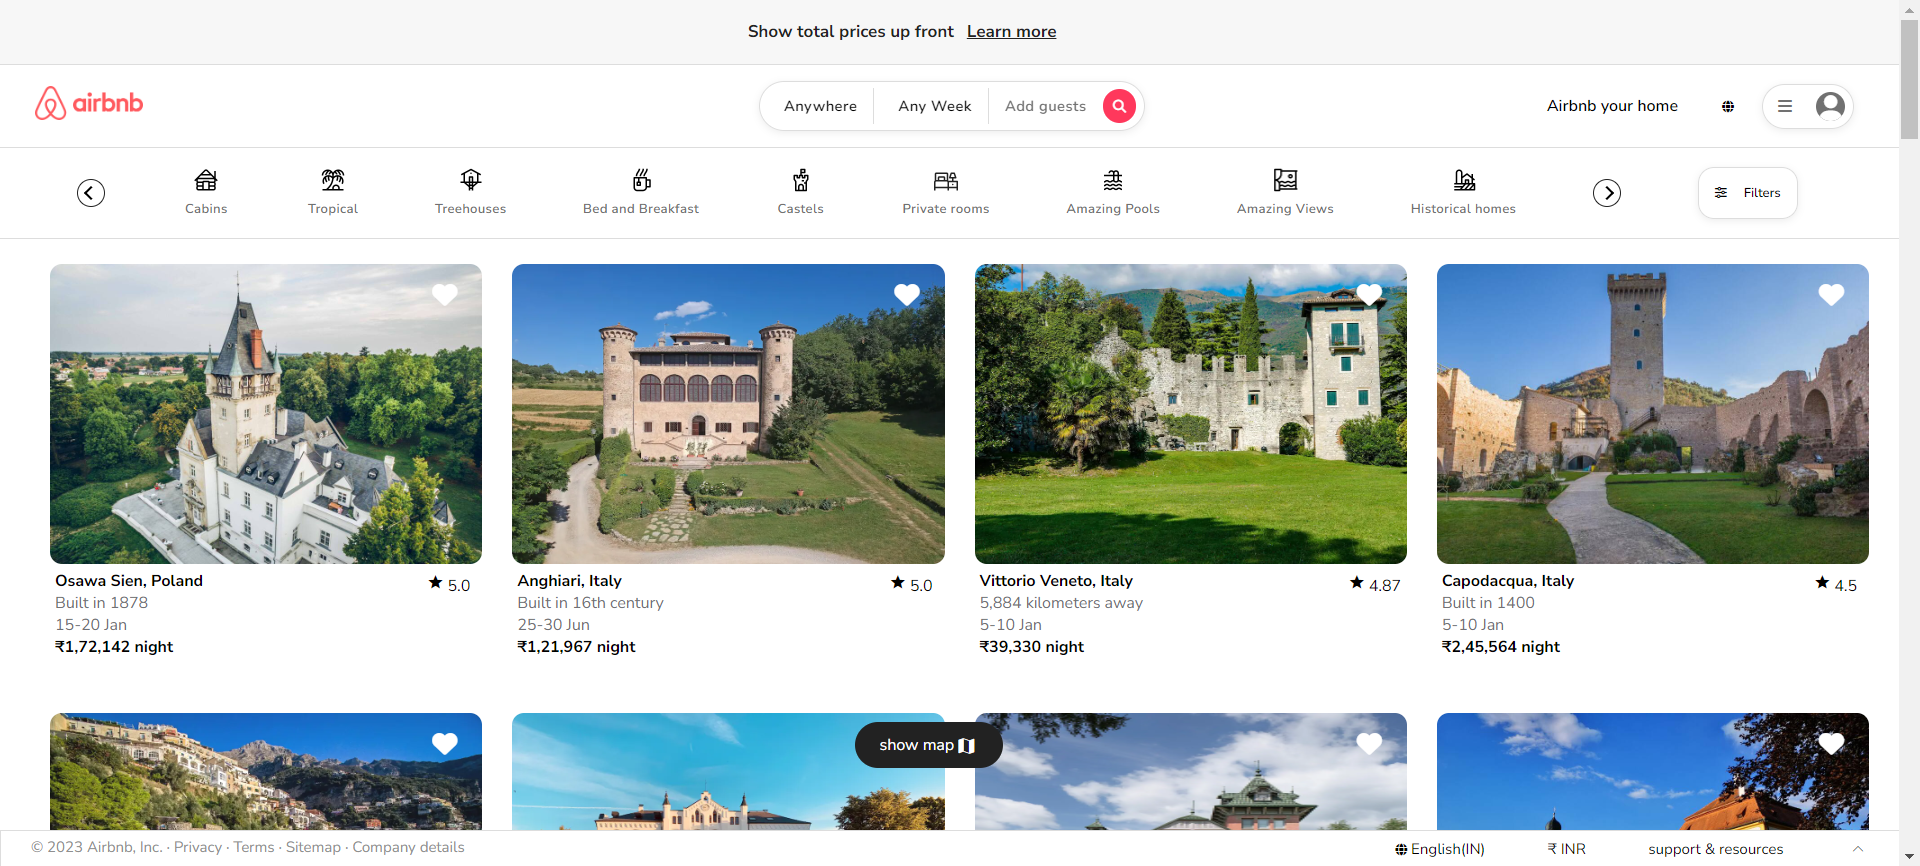 Show total prices up front Learn more
airbnb
Anywhere Any Week Add guests
Airbnb your home
Cabins Tropical Treehouses Bed and Breakfast Castels Private rooms Amazing Pools Amazing Views Historical homes Filters
Osawa Sien, Poland 5.0
Built in 1878
15-20 Jan
₹1,72,142 night
Anghiari, Italy 5.0
Built in 16th century
25-30 Jun
₹1,21,967 night
Vittorio Veneto, Italy 4.87
5,884 kilometers away
5-10 Jan
₹39,330 night
Capodacqua, Italy 4.5
Built in 1400
5-10 Jan
₹2,45,564 night
show map
© 2023 Airbnb, Inc. · Privacy · Terms · Sitemap · Company details
English(IN) ₹ INR support & resources